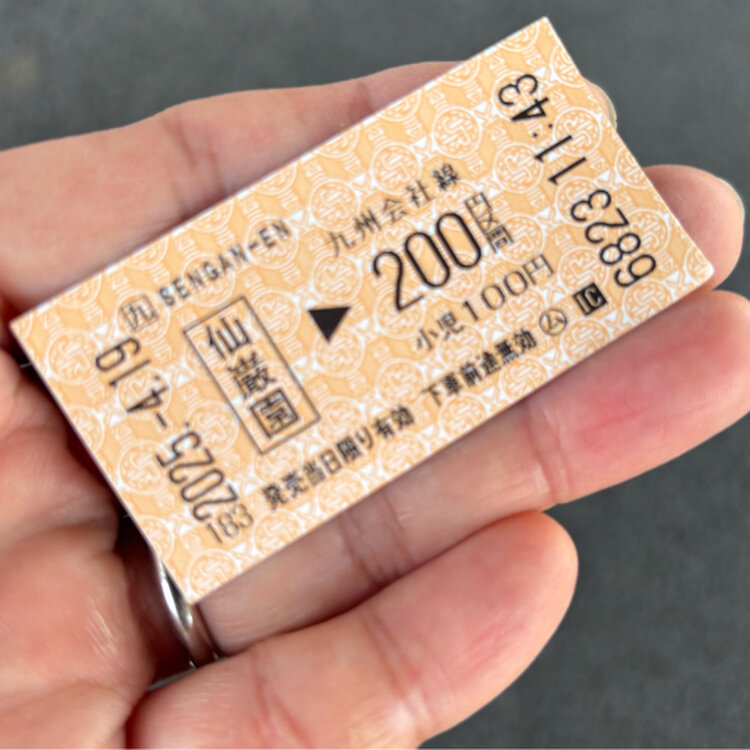 ㊈ SENGAN-EN
九州会社線
仙巌園
▶
200円区間
小児100円
発売当日限り有効 下車前途無効 ㋰ IC
2025.-4.19
183
6823 11:43